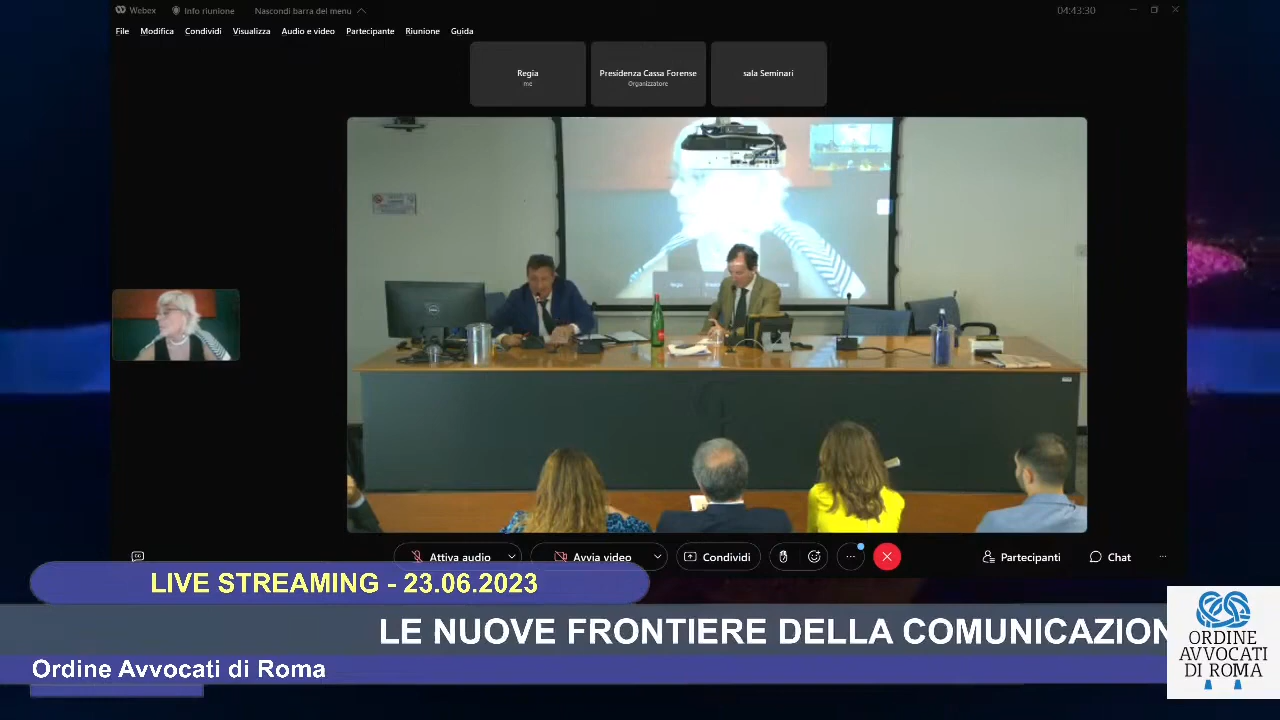 Webex
Info riunione
Nascondi barra dei menu
04:43:30
File Modifica Condividi Visualizza Audio e video Partecipante Riunione Guida
Regia
me
Presidenza Cassa Forense
Organizzatore
sala Seminari
DELL
Attiva audio
Avvia video
Condividi
Partecipanti
Chat
LIVE STREAMING - 23.06.2023
LE NUOVE FRONTIERE DELLA COMUNICAZION
Ordine Avvocati di Roma
ORDINE
AVVOCATI
DI ROMA